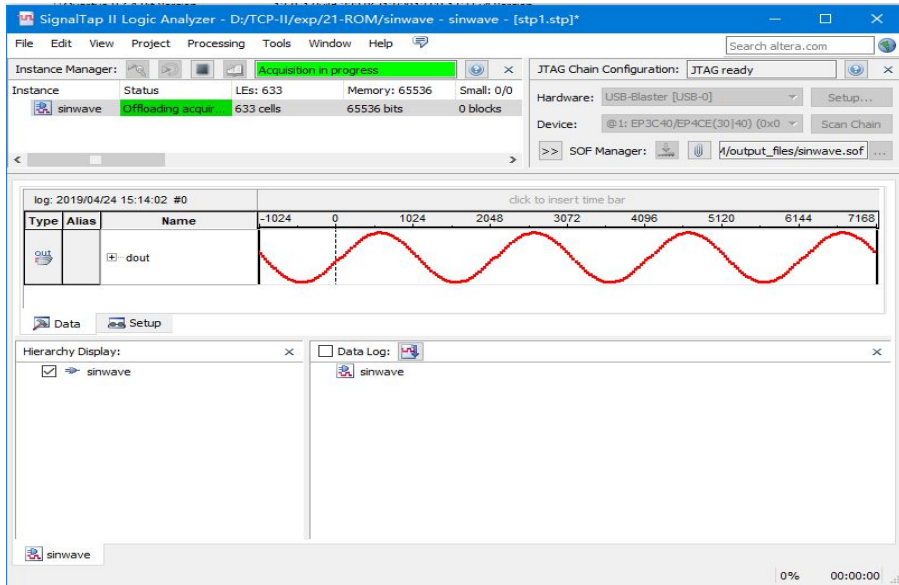 SignalTap II Logic Analyzer - D:/TCP-II/exp/21-ROM/sinwave - sinwave - [stp1.stp]*
File Edit View Project Processing Tools Window Help
Search altera.com
Instance Manager: Acquisition in progress
JTAG Chain Configuration: JTAG ready
Instance Status LEs: 633 Memory: 65536 Small: 0/0
sinwave Offloading acquir... 633 cells 65536 bits 0 blocks
Hardware: USB-Blaster [USB-0] Setup...
Device: @1: EP3C40/EP4CE(30|40) (0x0 Scan Chain
>> SOF Manager: /output_files/sinwave.sof ...
log: 2019/04/24 15:14:02 #0 click to insert time bar
Type Alias Name -1024 0 1024 2048 3072 4096 5120 6144 7168
out dout
Data Setup
Hierarchy Display: Data Log:
sinwave sinwave
sinwave
0% 00:00:00